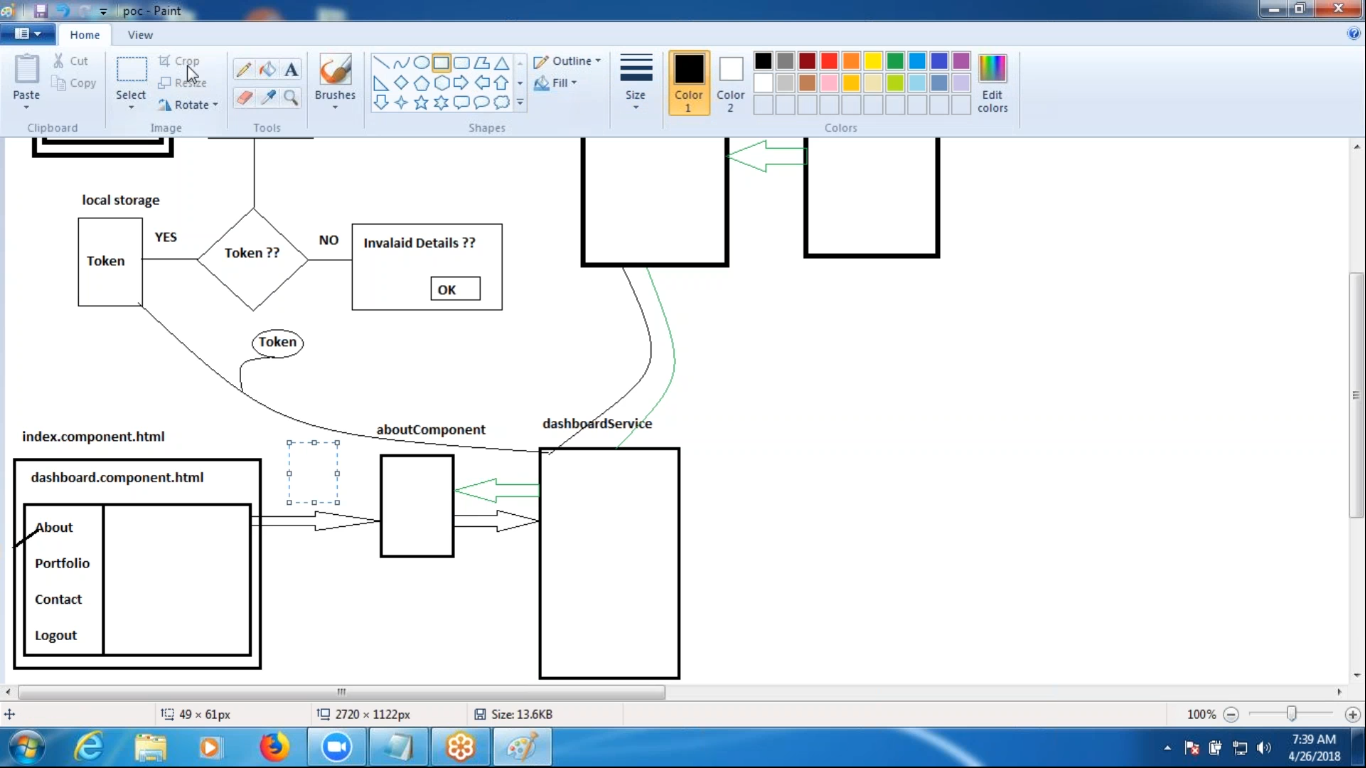 poc - Paint
Home
View
Paste
Cut
Copy
Clipboard
Select
Crop
Resize
Rotate
Image
A
Tools
Brushes
Outline
Fill
Shapes
Size
Color
1
Color
2
Edit
colors
Colors
local storage
Token
YES
Token ??
NO
Invalaid Details ??
OK
Token
index.component.html
aboutComponent
dashboardService
dashboard.component.html
About
Portfolio
Contact
Logout
49 × 61px
2720 × 1122px
Size: 13.6KB
100%
7:39 AM
4/26/2018